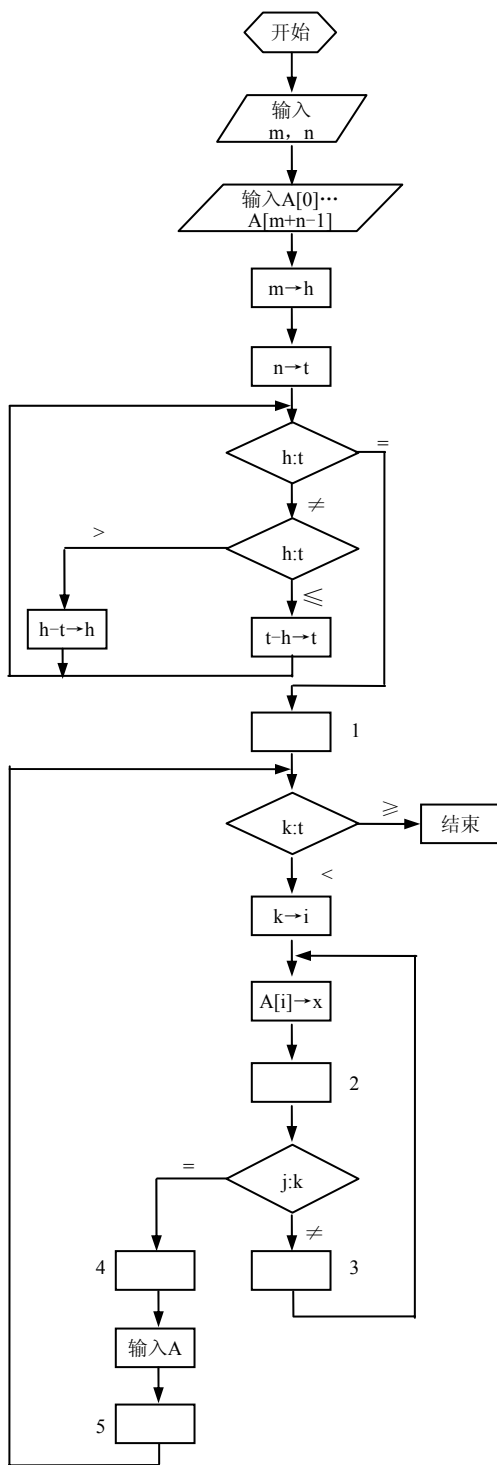 开始
输入
m，n
输入A[0]…
A[m+n−1]
m→h
n→t
h:t
=
≠
>
h:t
≤
h−t→h
t−h→t
1
k:t
≥
结束
<
k→i
A[i]→x
2
=
j:k
≠
4
3
输入A
5